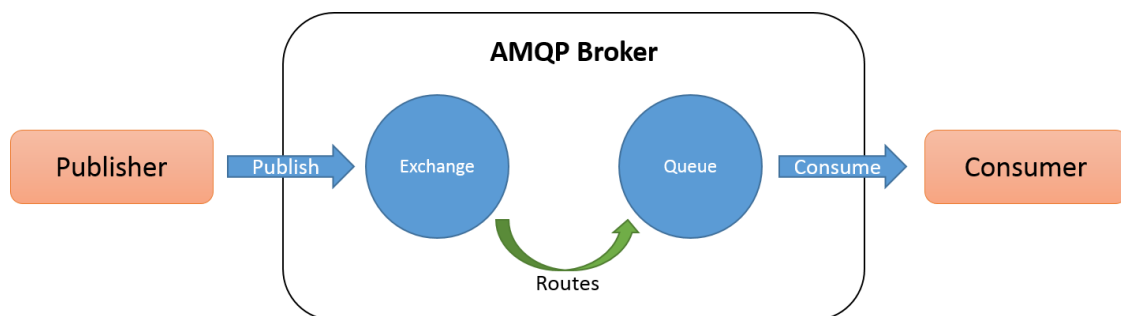 AMQP Broker
Publisher
Publish
Exchange
Queue
Consume
Consumer
Routes